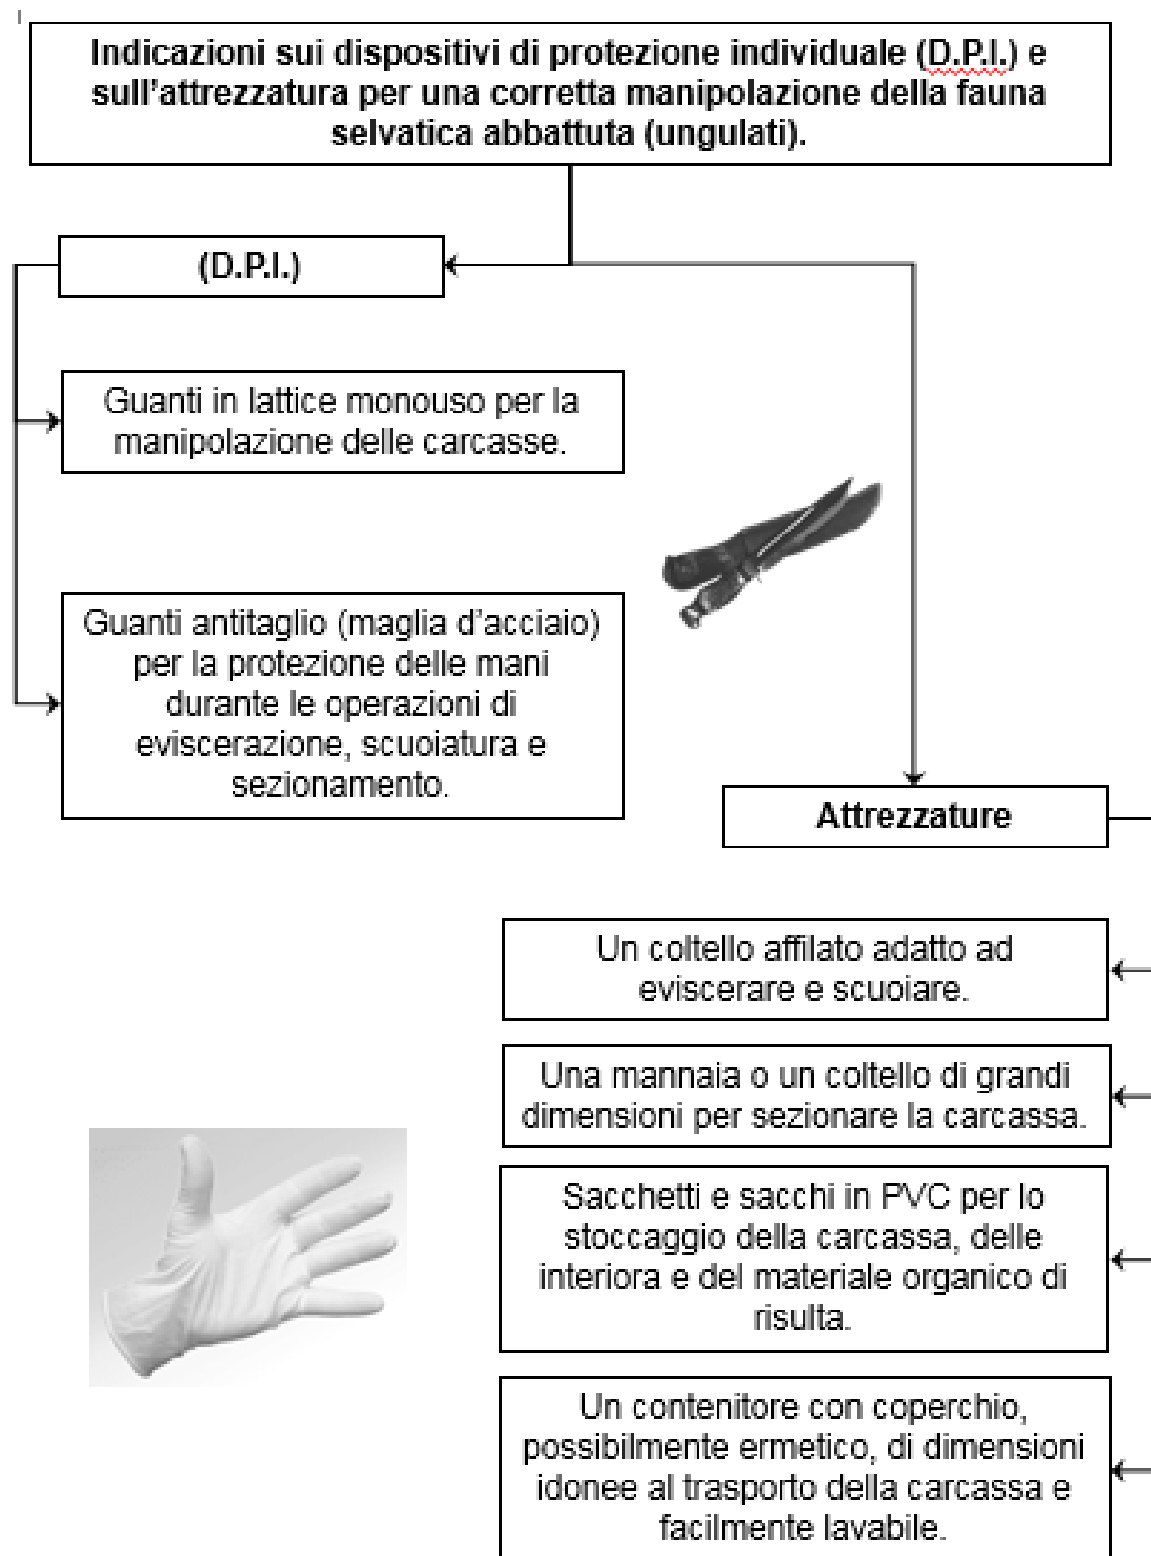 Indicazioni sui dispositivi di protezione individuale (D.P.I.) e
sull'attrezzatura per una corretta manipolazione della fauna
selvatica abbattuta (ungulati).
(D.P.I.)
Guanti in lattice monouso per la
manipolazione delle carcasse.
Guanti antitaglio (maglia d'acciaio)
per la protezione delle mani
durante le operazioni di
eviscerazione, scuoiatura e
sezionamento.
Attrezzature
Un coltello affilato adatto ad
eviscerare e scuoiare.
Una mannaia o un coltello di grandi
dimensioni per sezionare la carcassa.
Sacchetti e sacchi in PVC per lo
stoccaggio della carcassa, delle
interiora e del materiale organico di
risulta.
Un contenitore con coperchio,
possibilmente ermetico, di dimensioni
idonee al trasporto della carcassa e
facilmente lavabile.